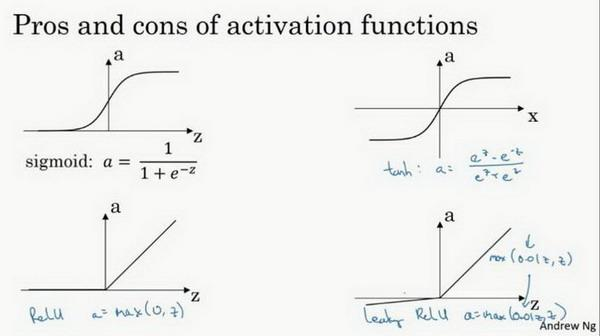 Pros and cons of activation functions
a
z
sigmoid: a = 1 / 1 + e^-z
a
x
tanh: a = e^z - e^-z / e^z + e^-z
a
z
ReLU a = max(0, z)
a
max(0.01z, z)
z
Leaky ReLU a = max(0.01z, z)
Andrew Ng